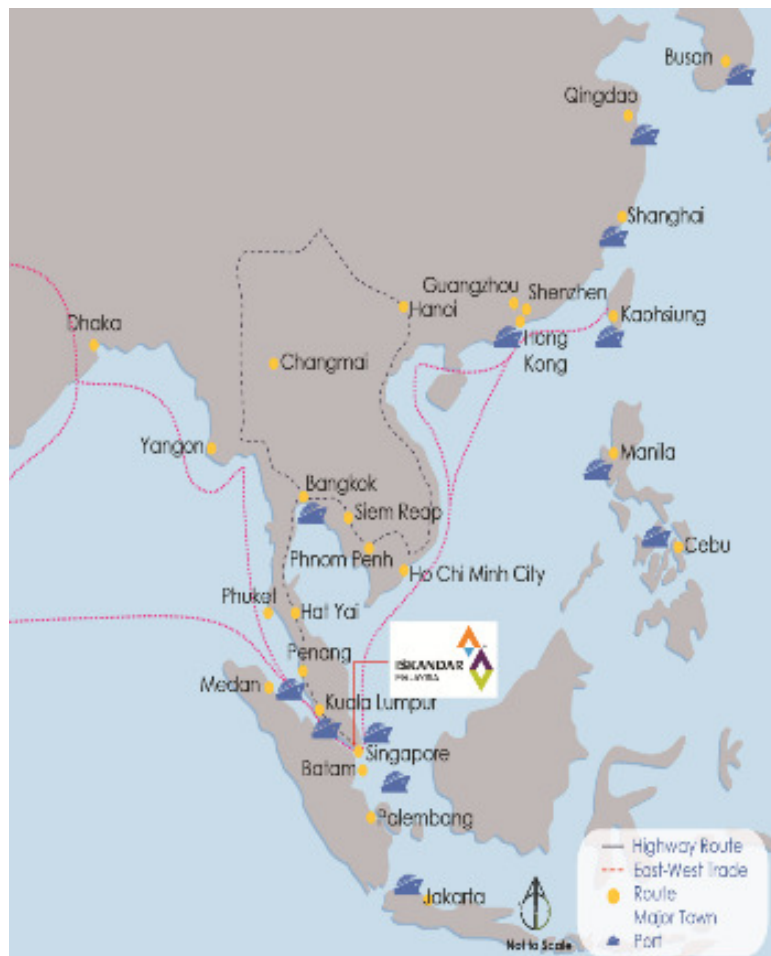 Busan
Qingdao
Shanghai
Guangzhou
Shenzhen
Hanoi
Kaohsiung
Dhaka
Hong
Kong
Changmai
Yangon
Manila
Bangkok
Siem Reap
Cebu
Phnom Penh
Ho Chi Minh City
Phuket
Hat Yai
ISKANDAR
MALAYSIA
Penang
Medan
Kuala Lumpur
Singapore
Batam
Palembang
Highway Route
East-West Trade
Route
Major Town
Port
Jakarta
Not to Scale